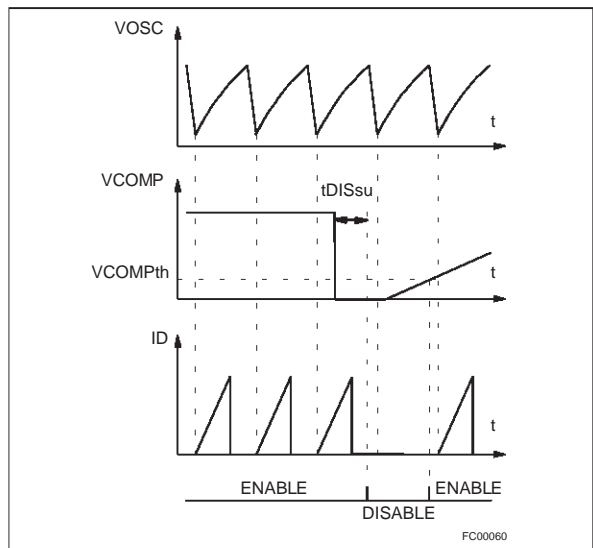 VOSC
t
VCOMP
tDISsu
VCOMPth
t
ID
t
ENABLE
ENABLE
DISABLE
FC00060